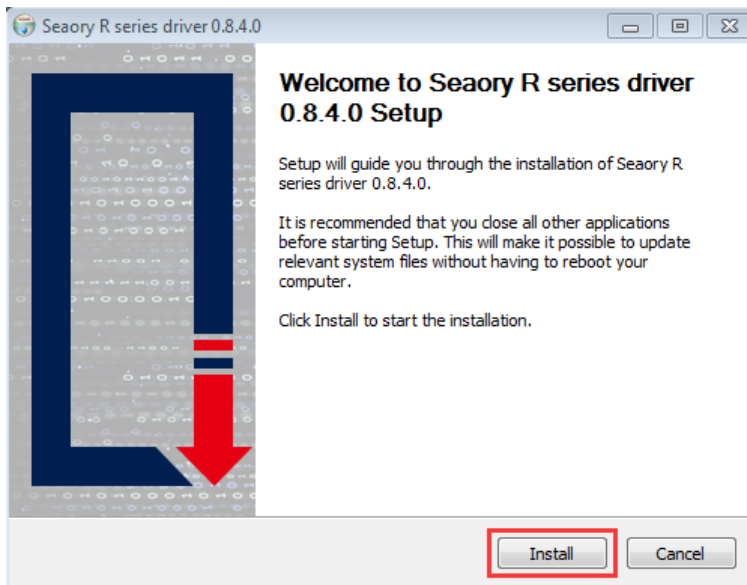 Seaory R series driver 0.8.4.0
Welcome to Seaory R series driver
0.8.4.0 Setup
Setup will guide you through the installation of Seaory R
series driver 0.8.4.0.
It is recommended that you close all other applications
before starting Setup. This will make it possible to update
relevant system files without having to reboot your
computer.
Click Install to start the installation.
Install
Cancel